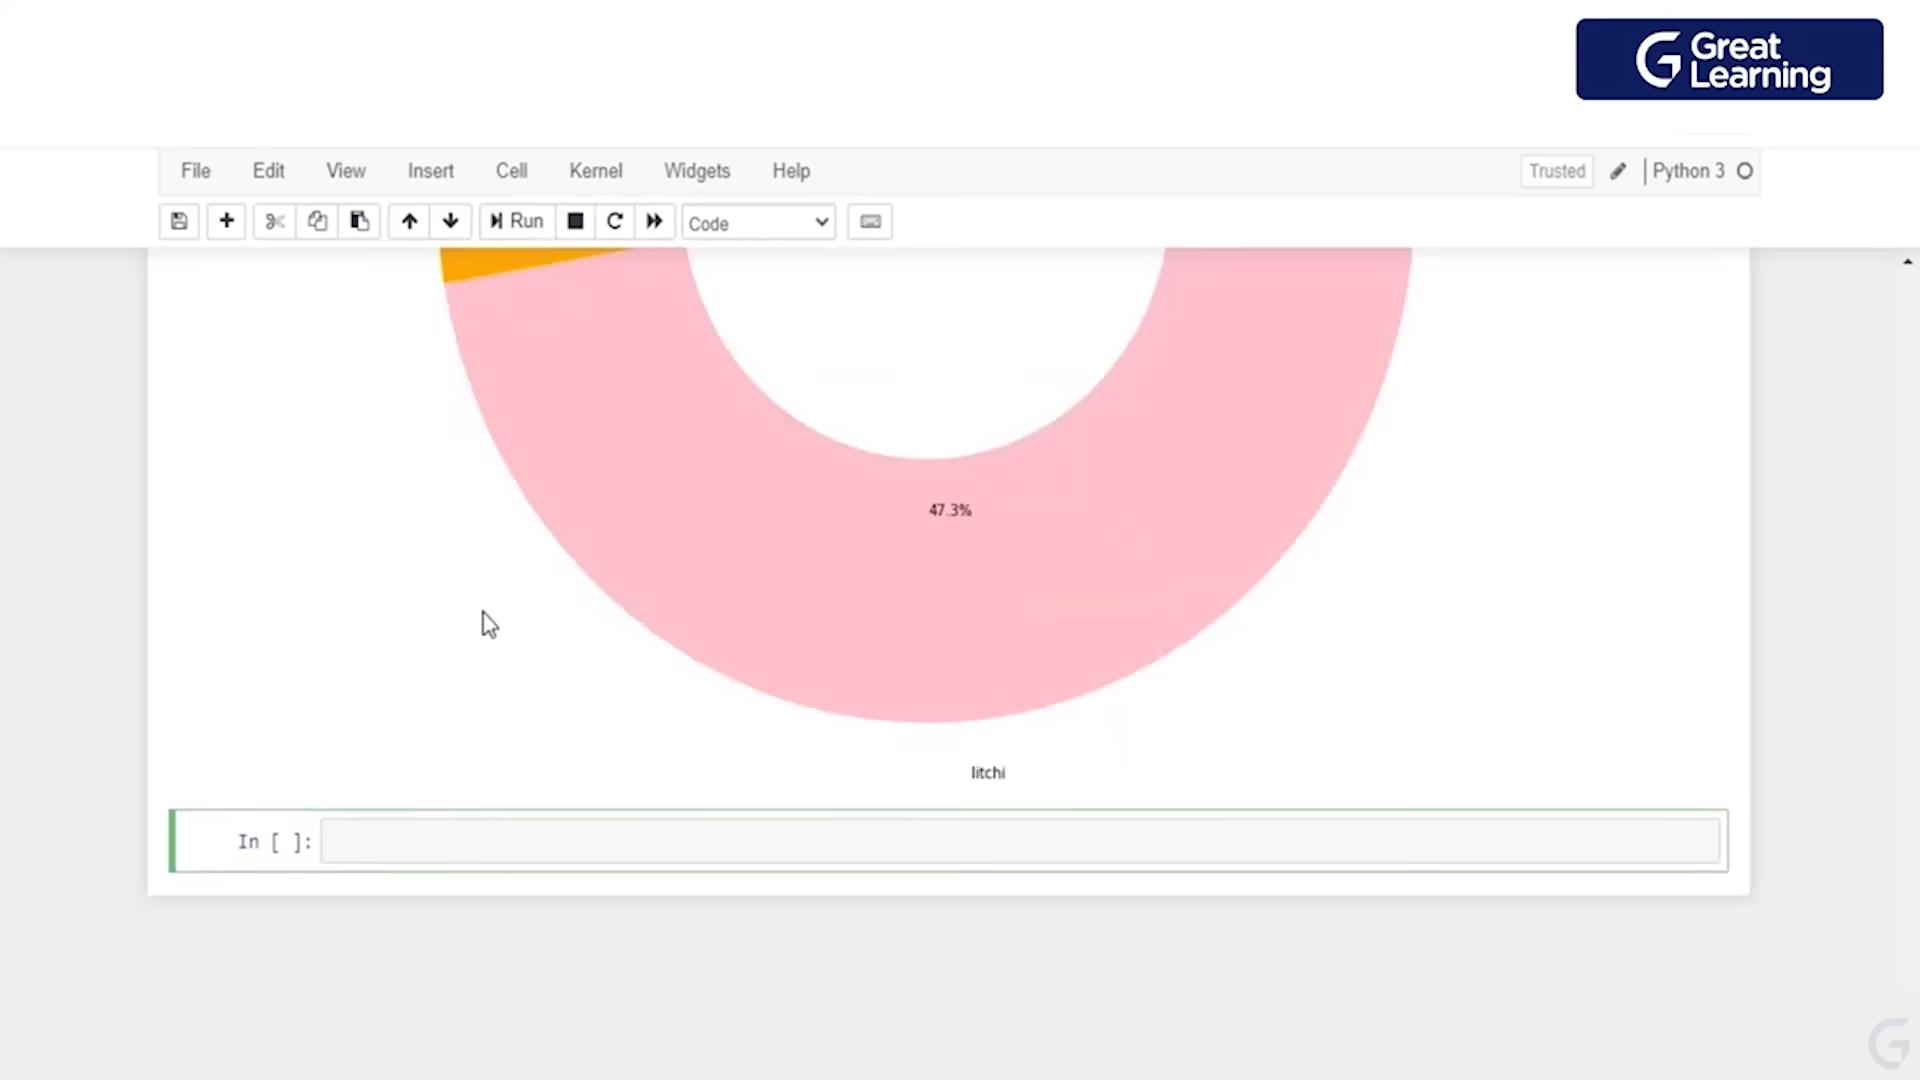 Great
Learning
File Edit View Insert Cell Kernel Widgets Help Trusted Python 3
Run Code
47.3%
litchi
In [ ]: